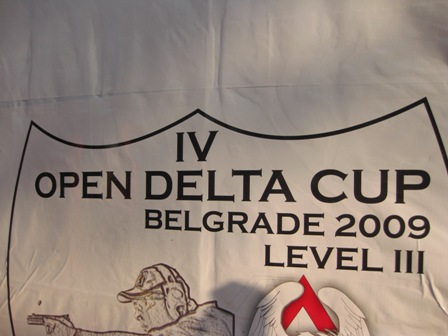 IV
OPEN DELTA CUP
BELGRADE 2009
LEVEL III